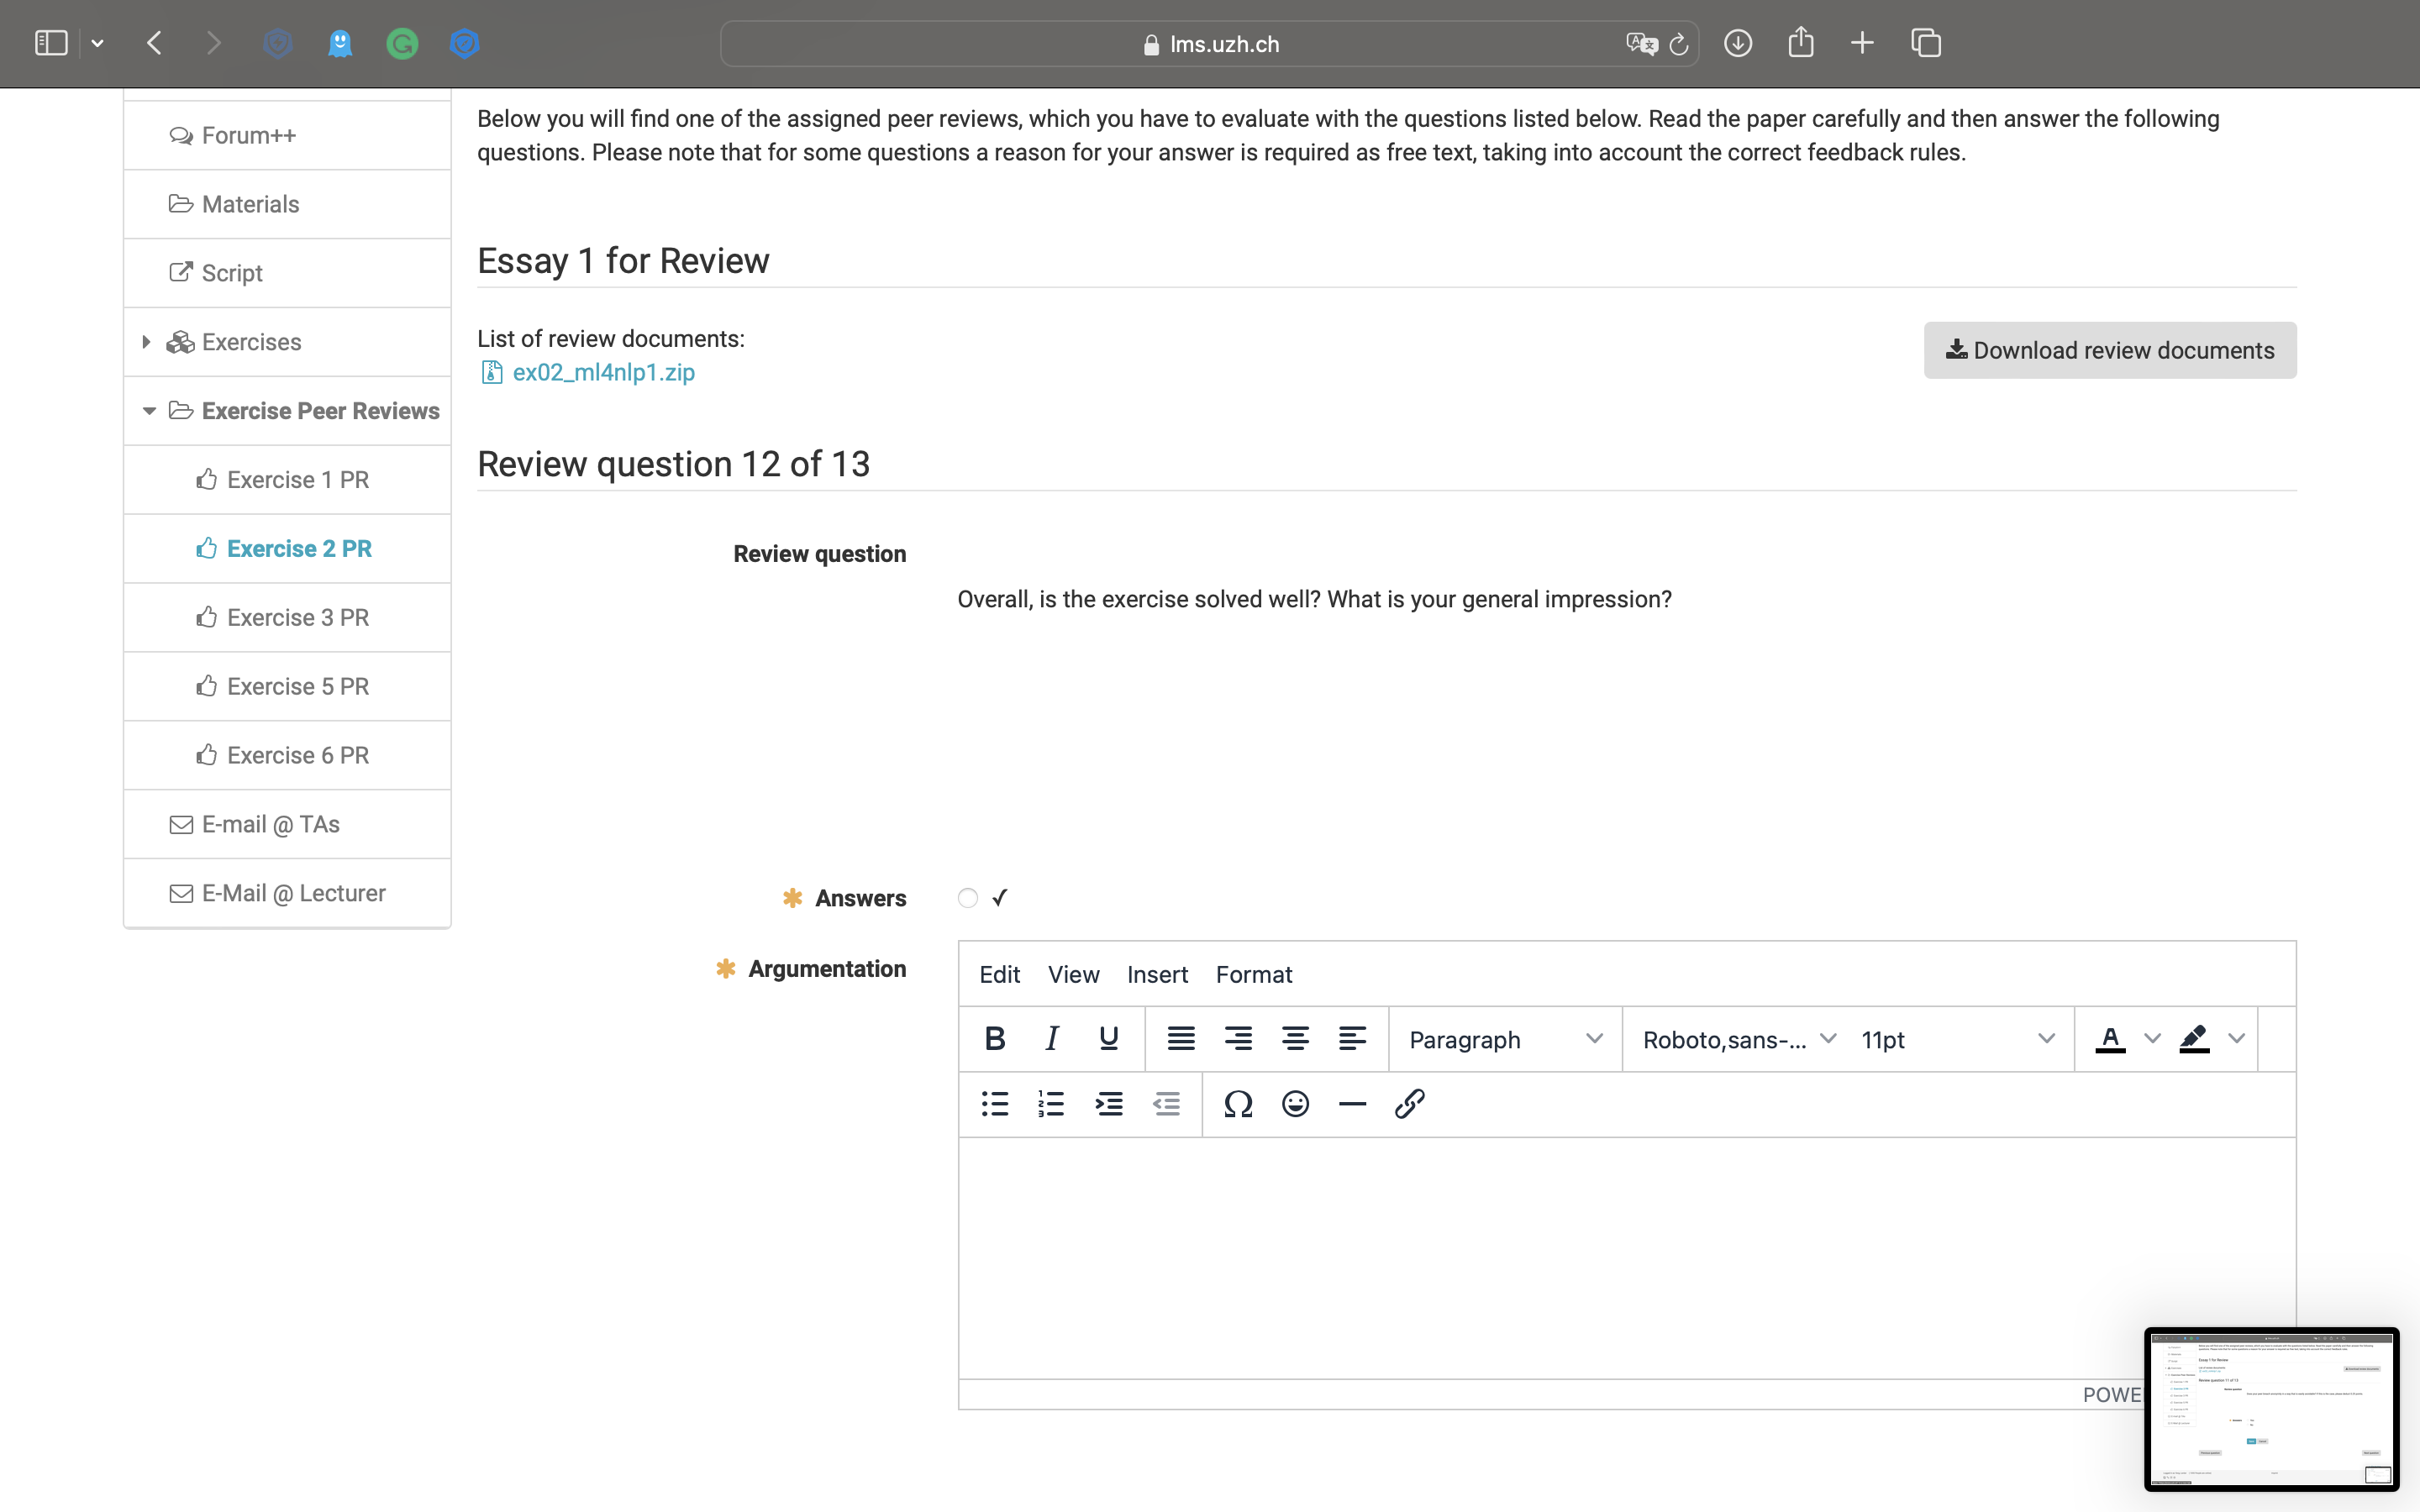 lms.uzh.ch
Forum++
Materials
Script
Exercises
Exercise Peer Reviews
Exercise 1 PR
Exercise 2 PR
Exercise 3 PR
Exercise 5 PR
Exercise 6 PR
E-mail @ TAs
E-Mail @ Lecturer
Below you will find one of the assigned peer reviews, which you have to evaluate with the questions listed below. Read the paper carefully and then answer the following
questions. Please note that for some questions a reason for your answer is required as free text, taking into account the correct feedback rules.
Essay 1 for Review
List of review documents:
ex02_ml4nlp1.zip
Download review documents
Review question 12 of 13
Review question
Overall, is the exercise solved well? What is your general impression?
Answers
Argumentation
Edit View Insert Format
B I U Paragraph Roboto,sans-... 11pt A
Ω
POWE